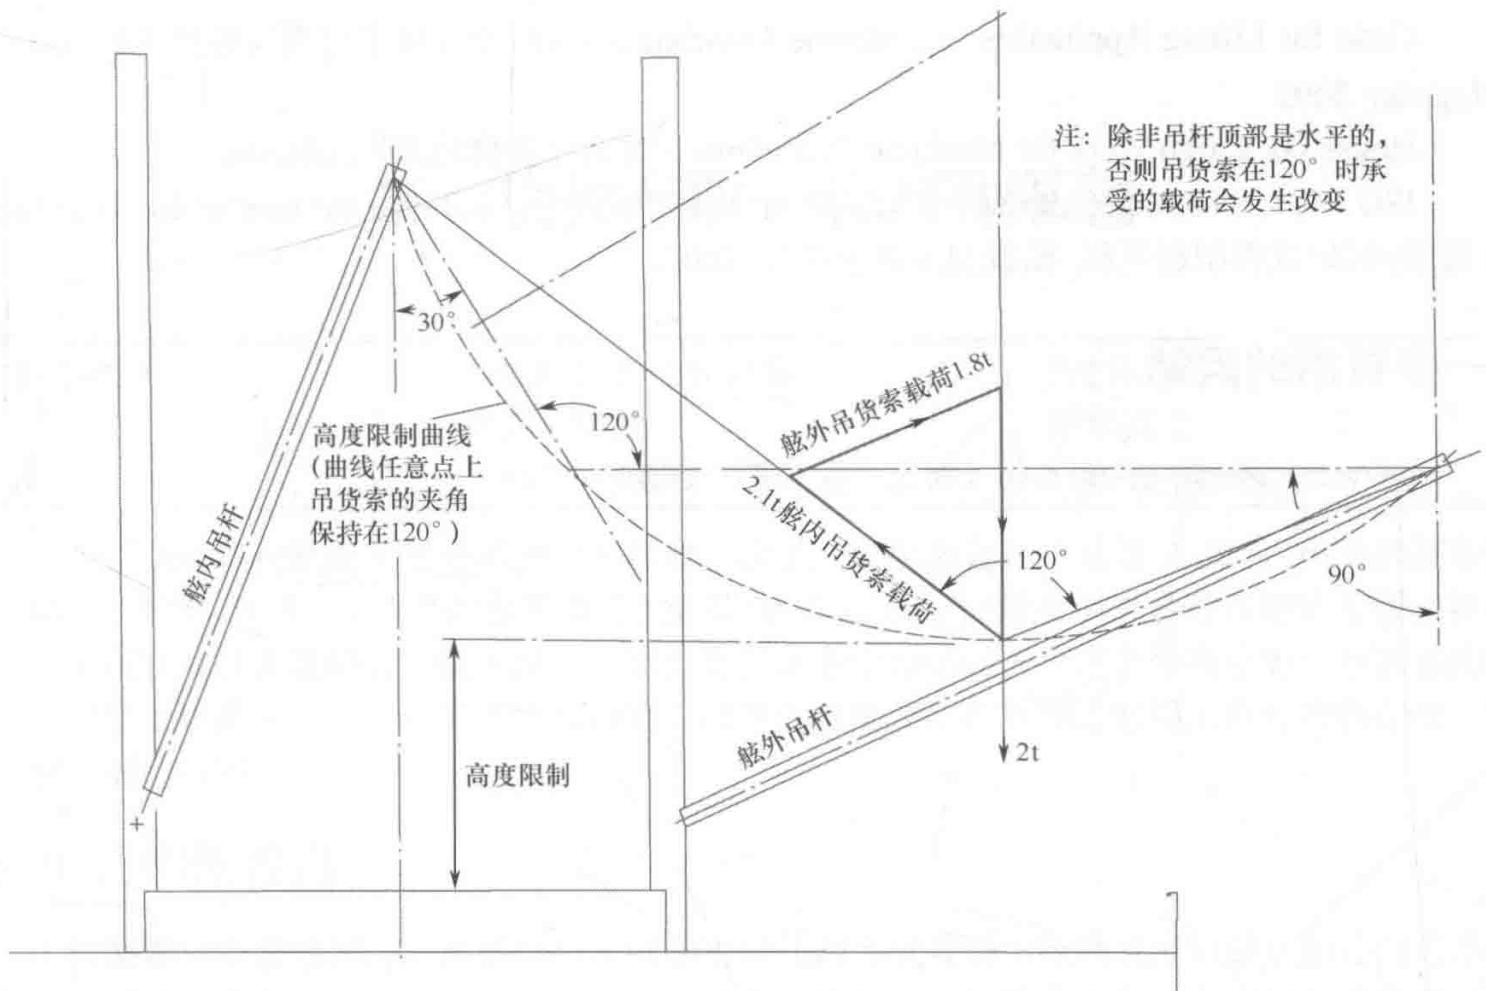 注：除非吊杆顶部是水平的，
否则吊货索在120°时承
受的载荷会发生改变
30°
120°
高度限制曲线
（曲线任意点上
吊货索的夹角
保持在120°）
舷内吊杆
舷外吊货索载荷1.8t
2.1t舷内吊货索载荷
120°
90°
舷外吊杆
2t
高度限制